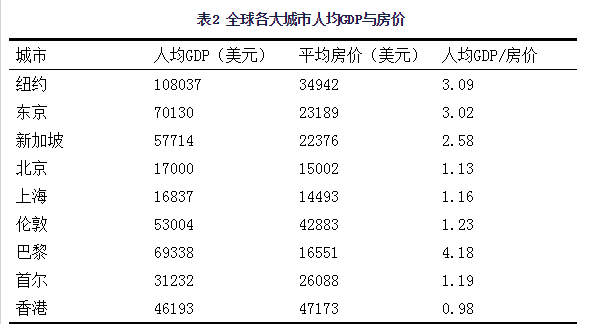 表2 全球各大城市人均GDP与房价
城市 人均GDP（美元） 平均房价（美元） 人均GDP/房价
纽约 108037 34942 3.09
东京 70130 23189 3.02
新加坡 57714 22376 2.58
北京 17000 15002 1.13
上海 16837 14493 1.16
伦敦 53004 42883 1.23
巴黎 69338 16551 4.18
首尔 31232 26088 1.19
香港 46193 47173 0.98